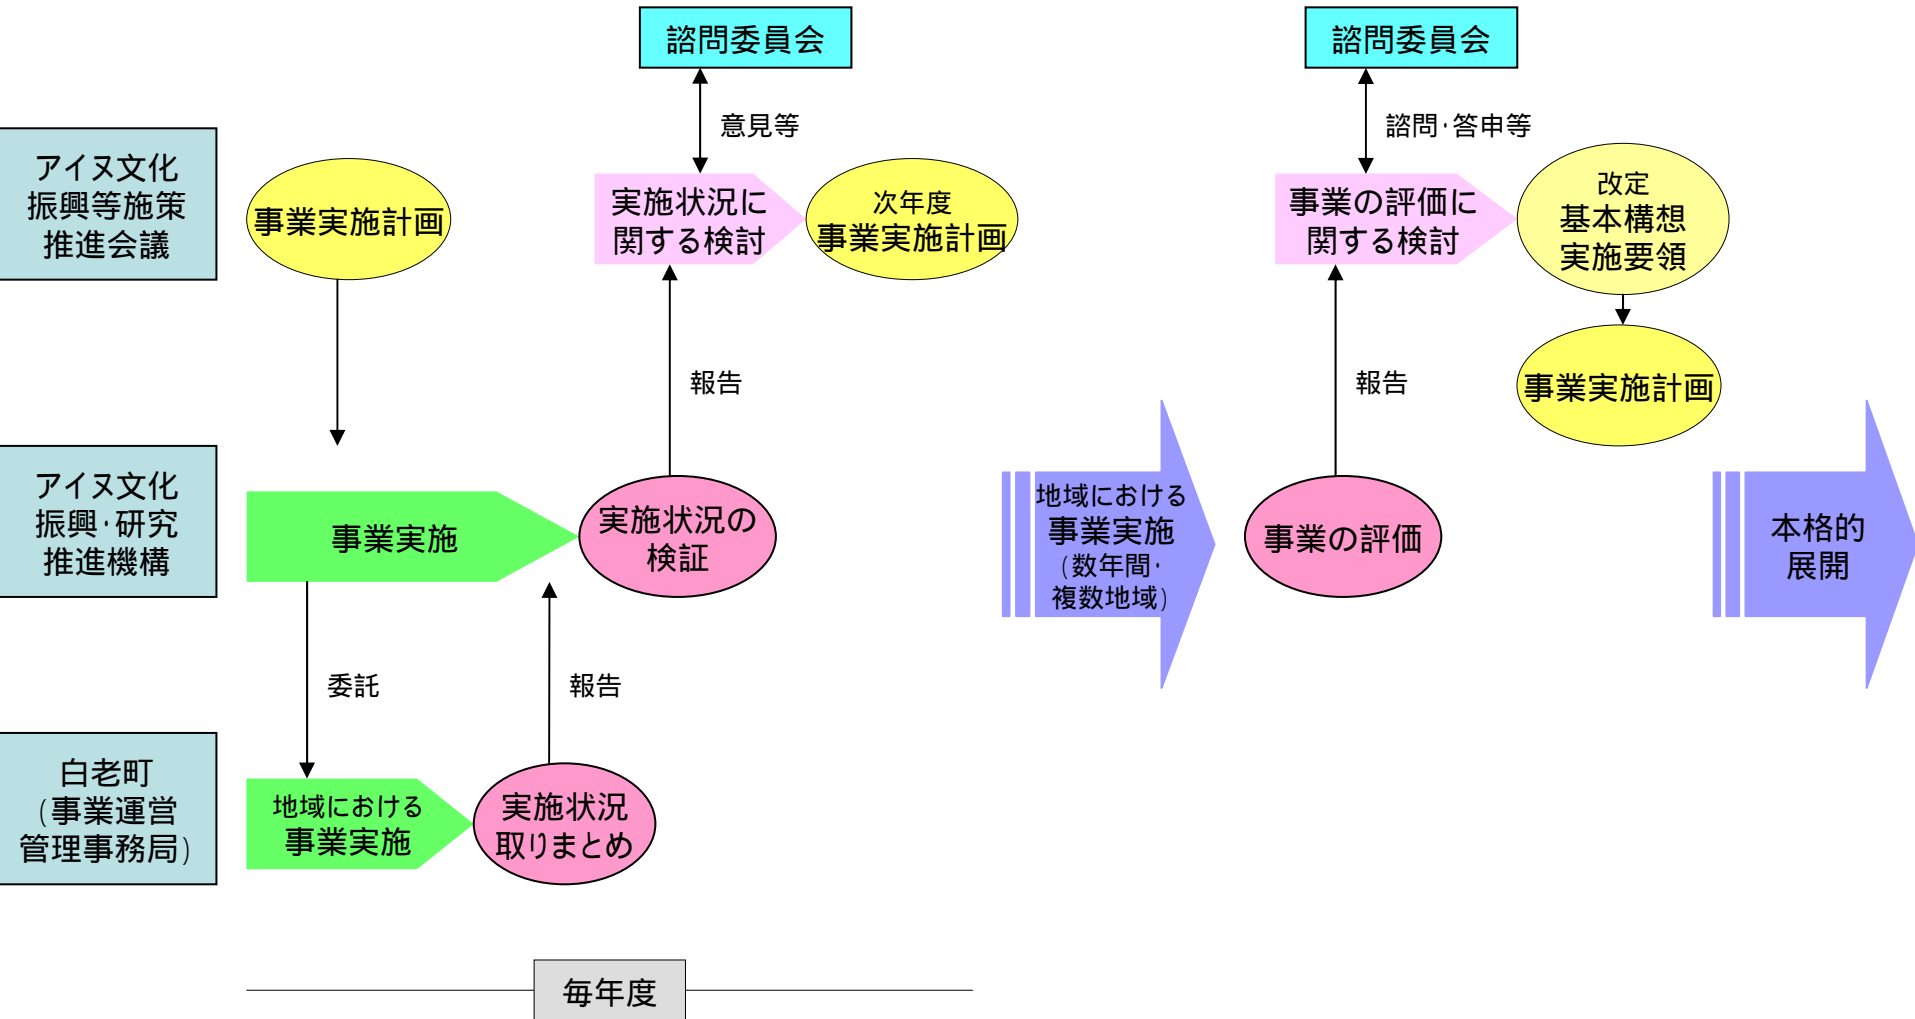 諮問委員会
諮問委員会
意見等
諮問・答申等
アイヌ文化
振興等施策
推進会議
事業実施計画
実施状況に
関する検討
次年度
事業実施計画
事業の評価に
関する検討
改定
基本構想
実施要領
事業実施計画
報告
報告
アイヌ文化
振興・研究
推進機構
事業実施
実施状況の
検証
地域における
事業実施
(数年間・
複数地域)
事業の評価
本格的
展開
委託
報告
白老町
(事業運営
管理事務局)
地域における
事業実施
実施状況
取りまとめ
毎年度